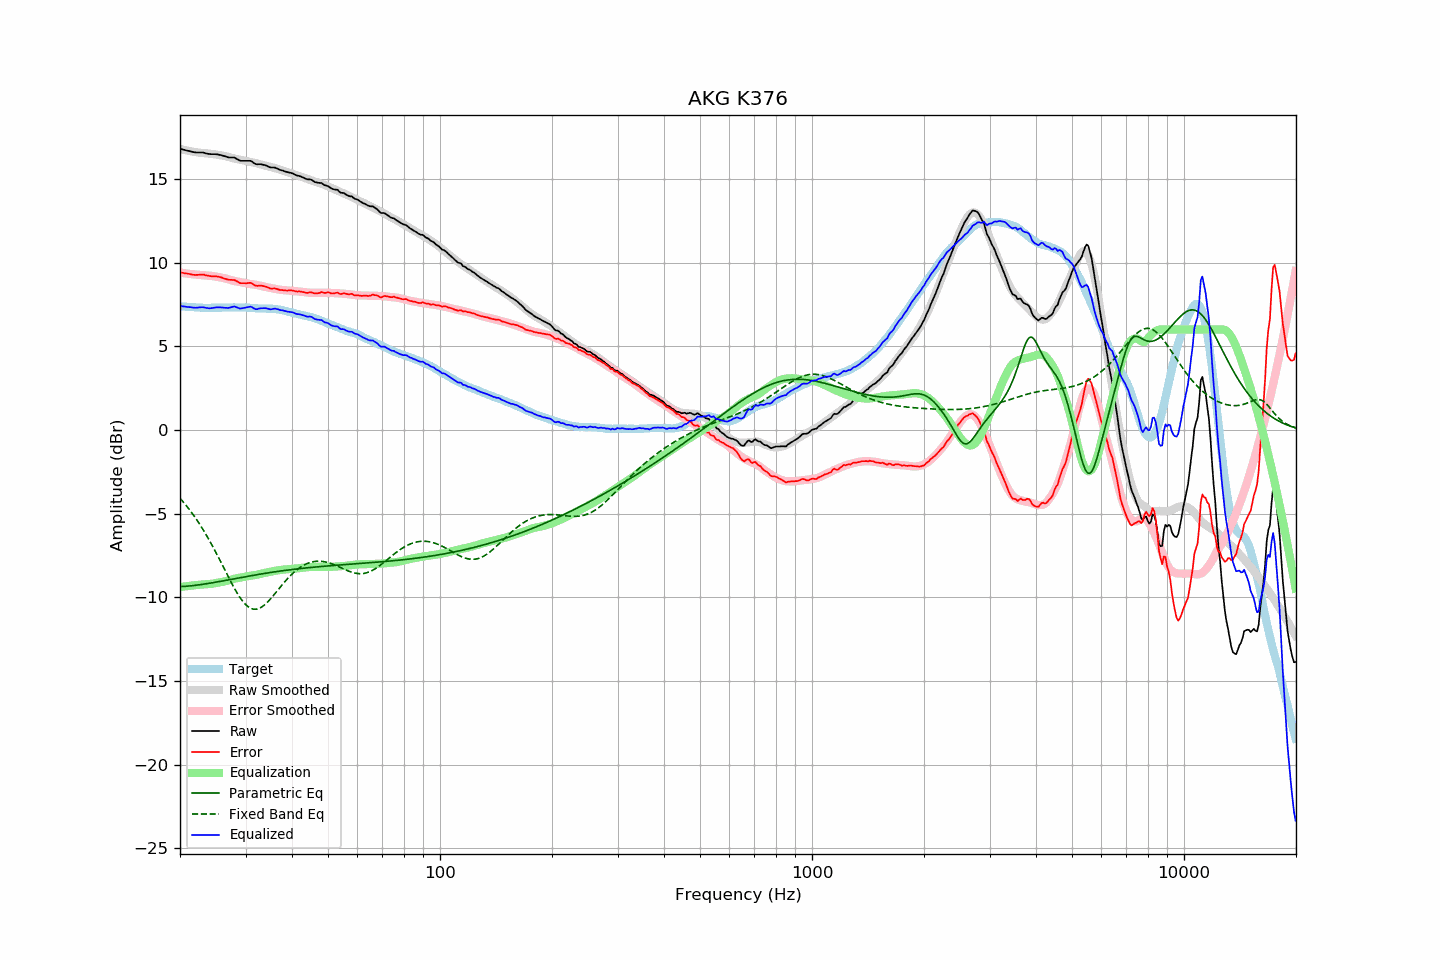 AKG K376
Amplitude (dBr)
15
10
5
0
−5
−10
−15
−20
−25
100
1000
10000
Frequency (Hz)
Target
Raw Smoothed
Error Smoothed
Raw
Error
Equalization
Parametric Eq
Fixed Band Eq
Equalized